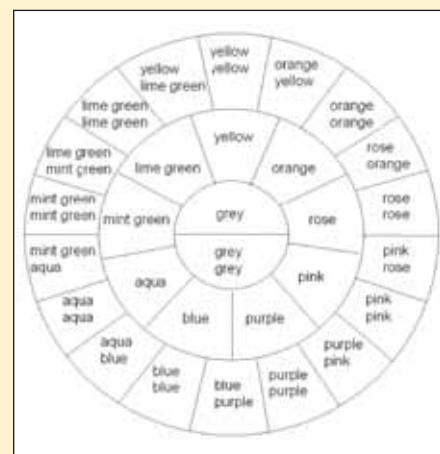 yellow
yellow
orange
yellow
orange
orange
rose
orange
rose
rose
pink
rose
pink
pink
purple
pink
purple
purple
blue
purple
blue
blue
aqua
blue
aqua
aqua
mint green
aqua
mint green
mint green
lime green
mint green
lime green
lime green
yellow
lime green
yellow
orange
rose
pink
purple
blue
aqua
mint green
lime green
grey
grey
grey